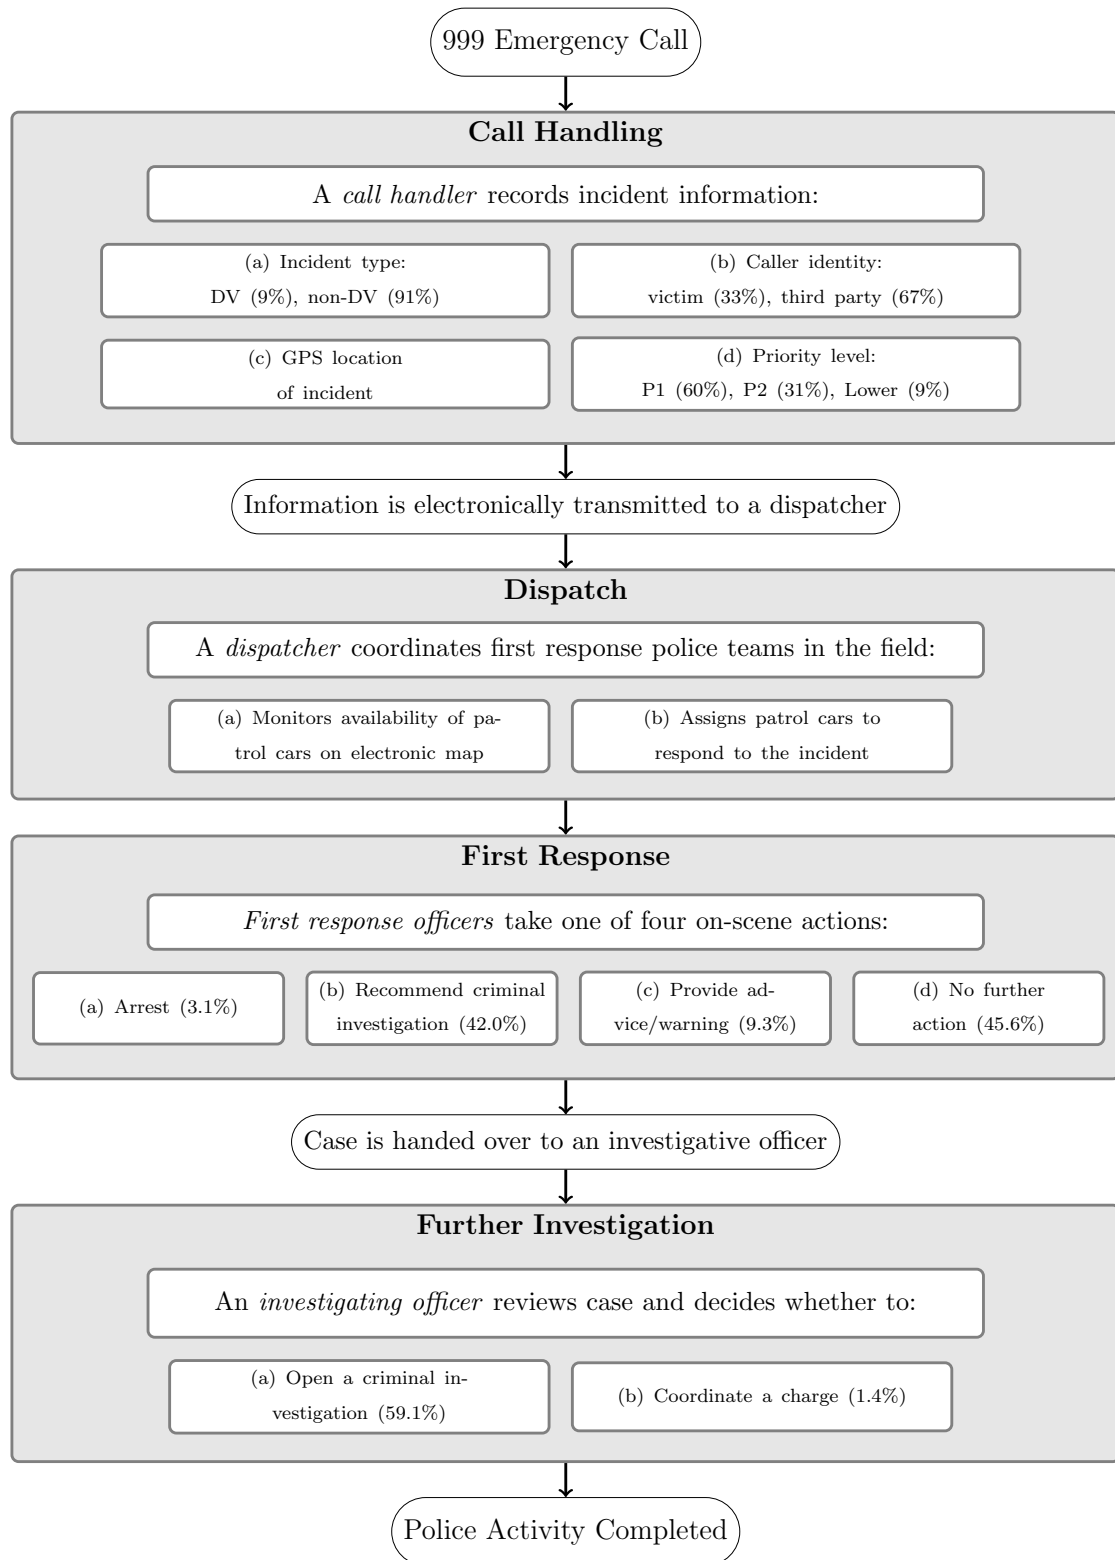 999 Emergency Call
Call Handling
A call handler records incident information:
(a) Incident type:
DV (9%), non-DV (91%)
(b) Caller identity:
victim (33%), third party (67%)
(c) GPS location
of incident
(d) Priority level:
P1 (60%), P2 (31%), Lower (9%)
Information is electronically transmitted to a dispatcher
Dispatch
A dispatcher coordinates first response police teams in the field:
(a) Monitors availability of pa-
trol cars on electronic map
(b) Assigns patrol cars to
respond to the incident
First Response
First response officers take one of four on-scene actions:
(a) Arrest (3.1%)
(b) Recommend criminal
investigation (42.0%)
(c) Provide ad-
vice/warning (9.3%)
(d) No further
action (45.6%)
Case is handed over to an investigative officer
Further Investigation
An investigating officer reviews case and decides whether to:
(a) Open a criminal in-
vestigation (59.1%)
(b) Coordinate a charge (1.4%)
Police Activity Completed